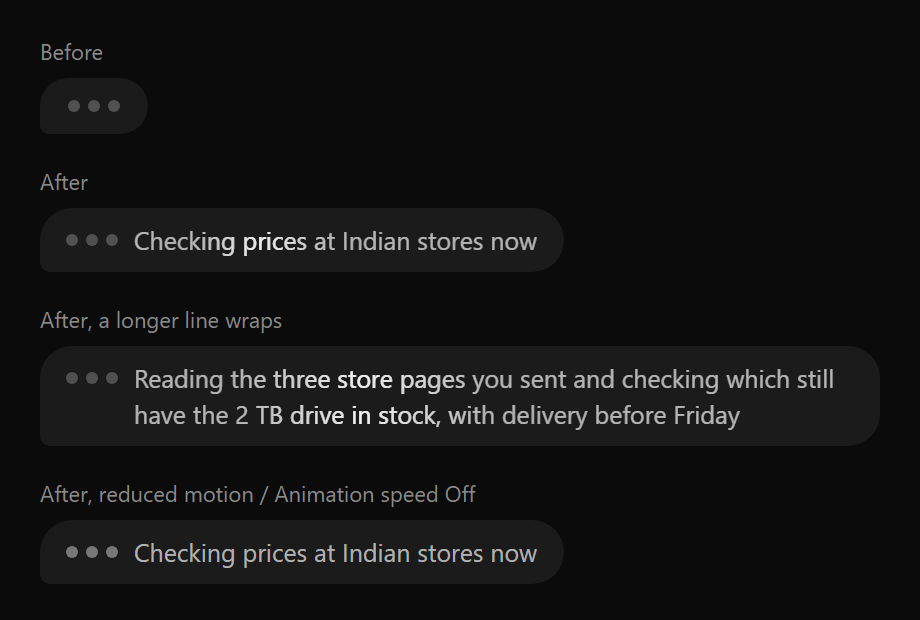 Before
After
Checking prices at Indian stores now
After, a longer line wraps
Reading the three store pages you sent and checking which still
have the 2 TB drive in stock, with delivery before Friday
After, reduced motion / Animation speed Off
Checking prices at Indian stores now